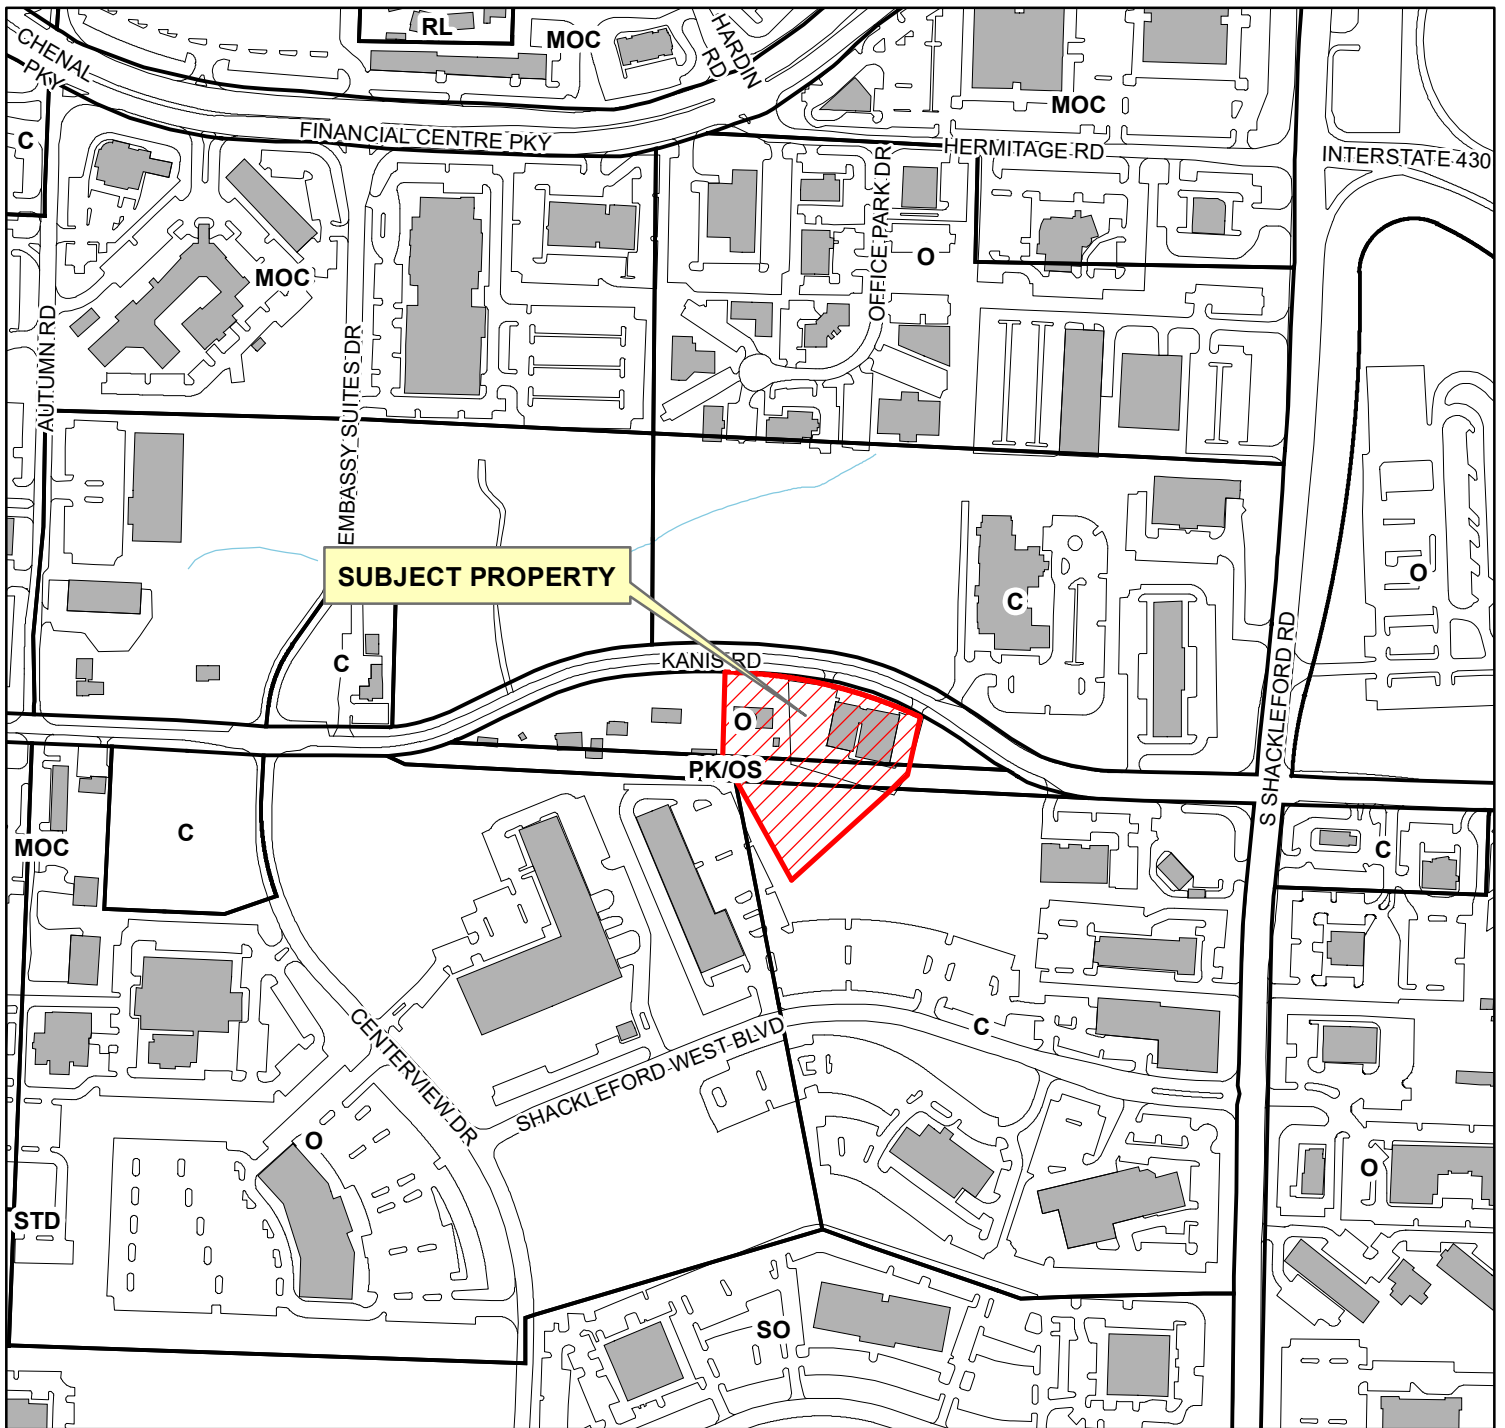 RL
MOC
HARDIN
RD
CHENAL
PKY
MOC
C
FINANCIAL CENTRE PKY
HERMITAGE RD
INTERSTATE 430
OFFICE PARK DR
O
MOC
AUTUMN RD
EMBASSY SUITES DR
SUBJECT PROPERTY
O
C
C
KANIS RD
S SHACKLEFORD RD
O
PK/OS
C
MOC
C
CENTERVIEW DR
SHACKLEFORD WEST BLVD
C
O
O
STD
SO